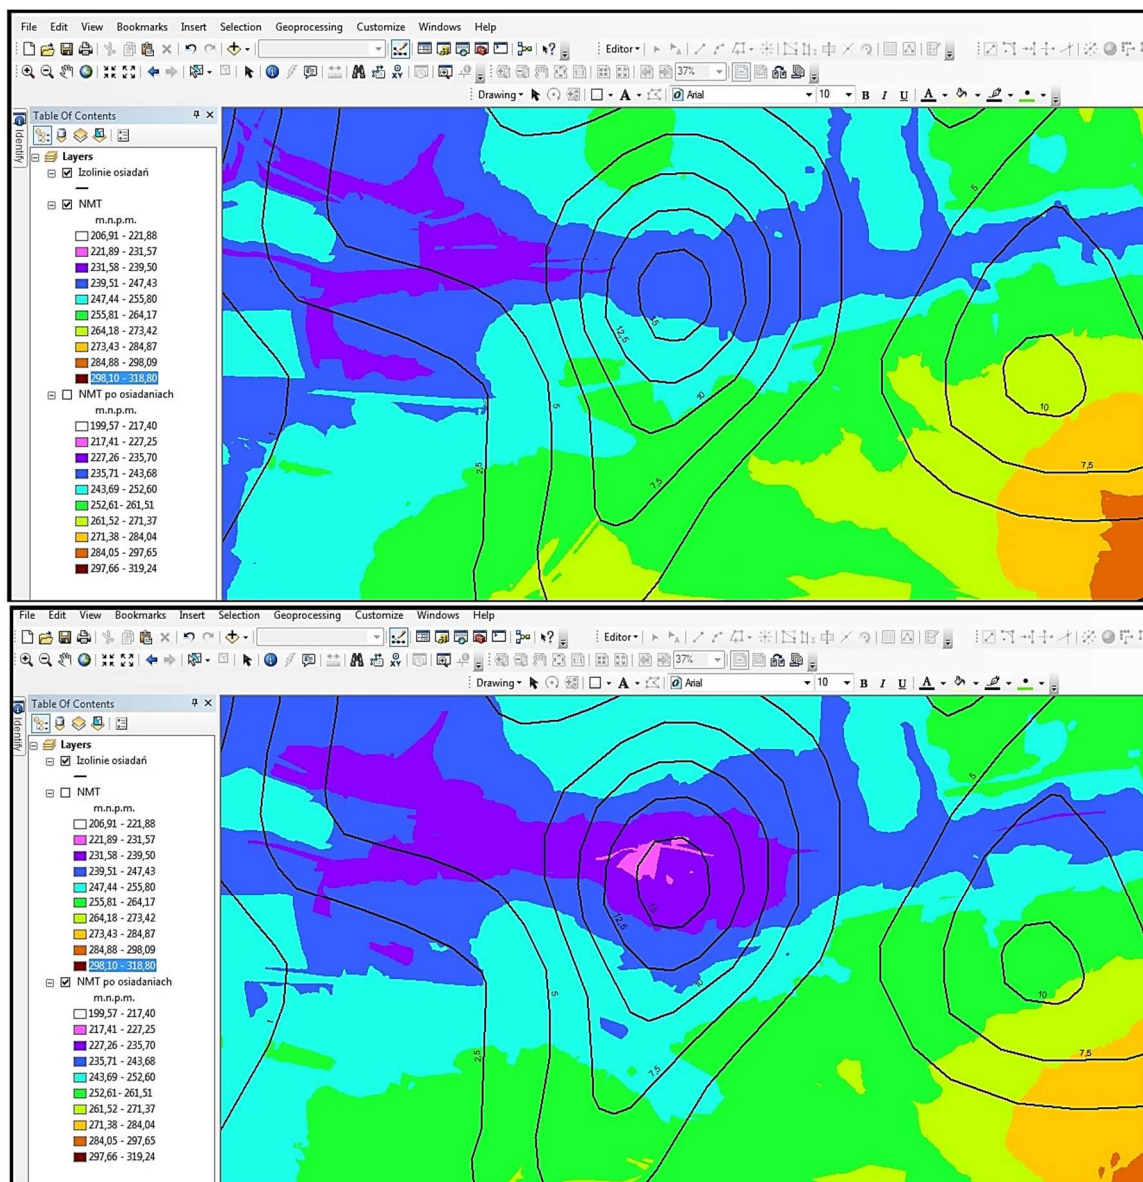 File Edit View Bookmarks Insert Selection Geoprocessing Customize Windows Help
Editor
37%
Drawing A Arial 10 B I U A
Identify
Table Of Contents
Layers
Izolinie osiadań
NMT
m.n.p.m.
206,91 - 221,88
221,89 - 231,57
231,58 - 239,50
239,51 - 247,43
247,44 - 255,80
255,81 - 264,17
264,18 - 273,42
273,43 - 284,87
284,88 - 298,09
298,10 - 318,80
NMT po osiadaniach
m.n.p.m.
199,57 - 217,40
217,41 - 227,25
227,26 - 235,70
235,71 - 243,68
243,69 - 252,60
252,61 - 261,51
261,52 - 271,37
271,38 - 284,04
284,05 - 297,65
297,66 - 319,24
5
15
12,5
10
5
10
1
2,5
7,5
7,5
File Edit View Bookmarks Insert Selection Geoprocessing Customize Windows Help
Editor
37%
Drawing A Arial 10 B I U A
Identify
Table Of Contents
Layers
Izolinie osiadań
NMT
m.n.p.m.
206,91 - 221,88
221,89 - 231,57
231,58 - 239,50
239,51 - 247,43
247,44 - 255,80
255,81 - 264,17
264,18 - 273,42
273,43 - 284,87
284,88 - 298,09
298,10 - 318,80
NMT po osiadaniach
m.n.p.m.
199,57 - 217,40
217,41 - 227,25
227,26 - 235,70
235,71 - 243,68
243,69 - 252,60
252,61- 261,51
261,52 - 271,37
271,38 - 284,04
284,05 - 297,65
297,66 - 319,24
5
15
12,5
10
5
10
1
2,5
7,5
7,5